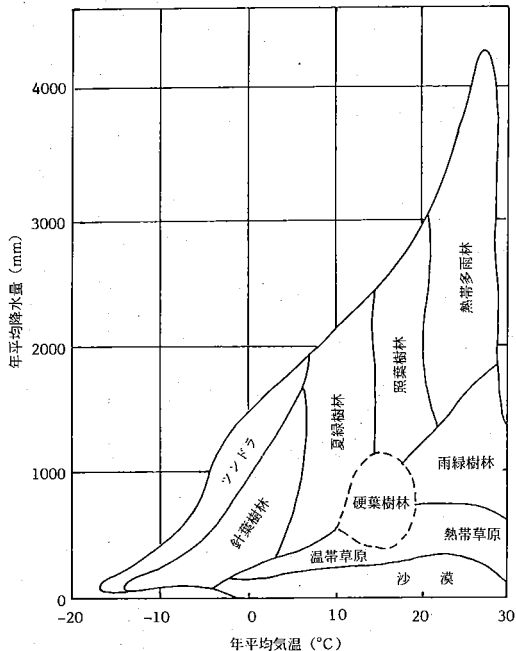 年平均降水量 (mm)
4000
3000
2000
1000
0
熱帯多雨林
照葉樹林
夏緑樹林
ツンドラ
針葉樹林
雨緑樹林
硬葉樹林
熱帯草原
温帯草原
沙漠
-20
-10
0
10
20
30
年平均気温 (°C)